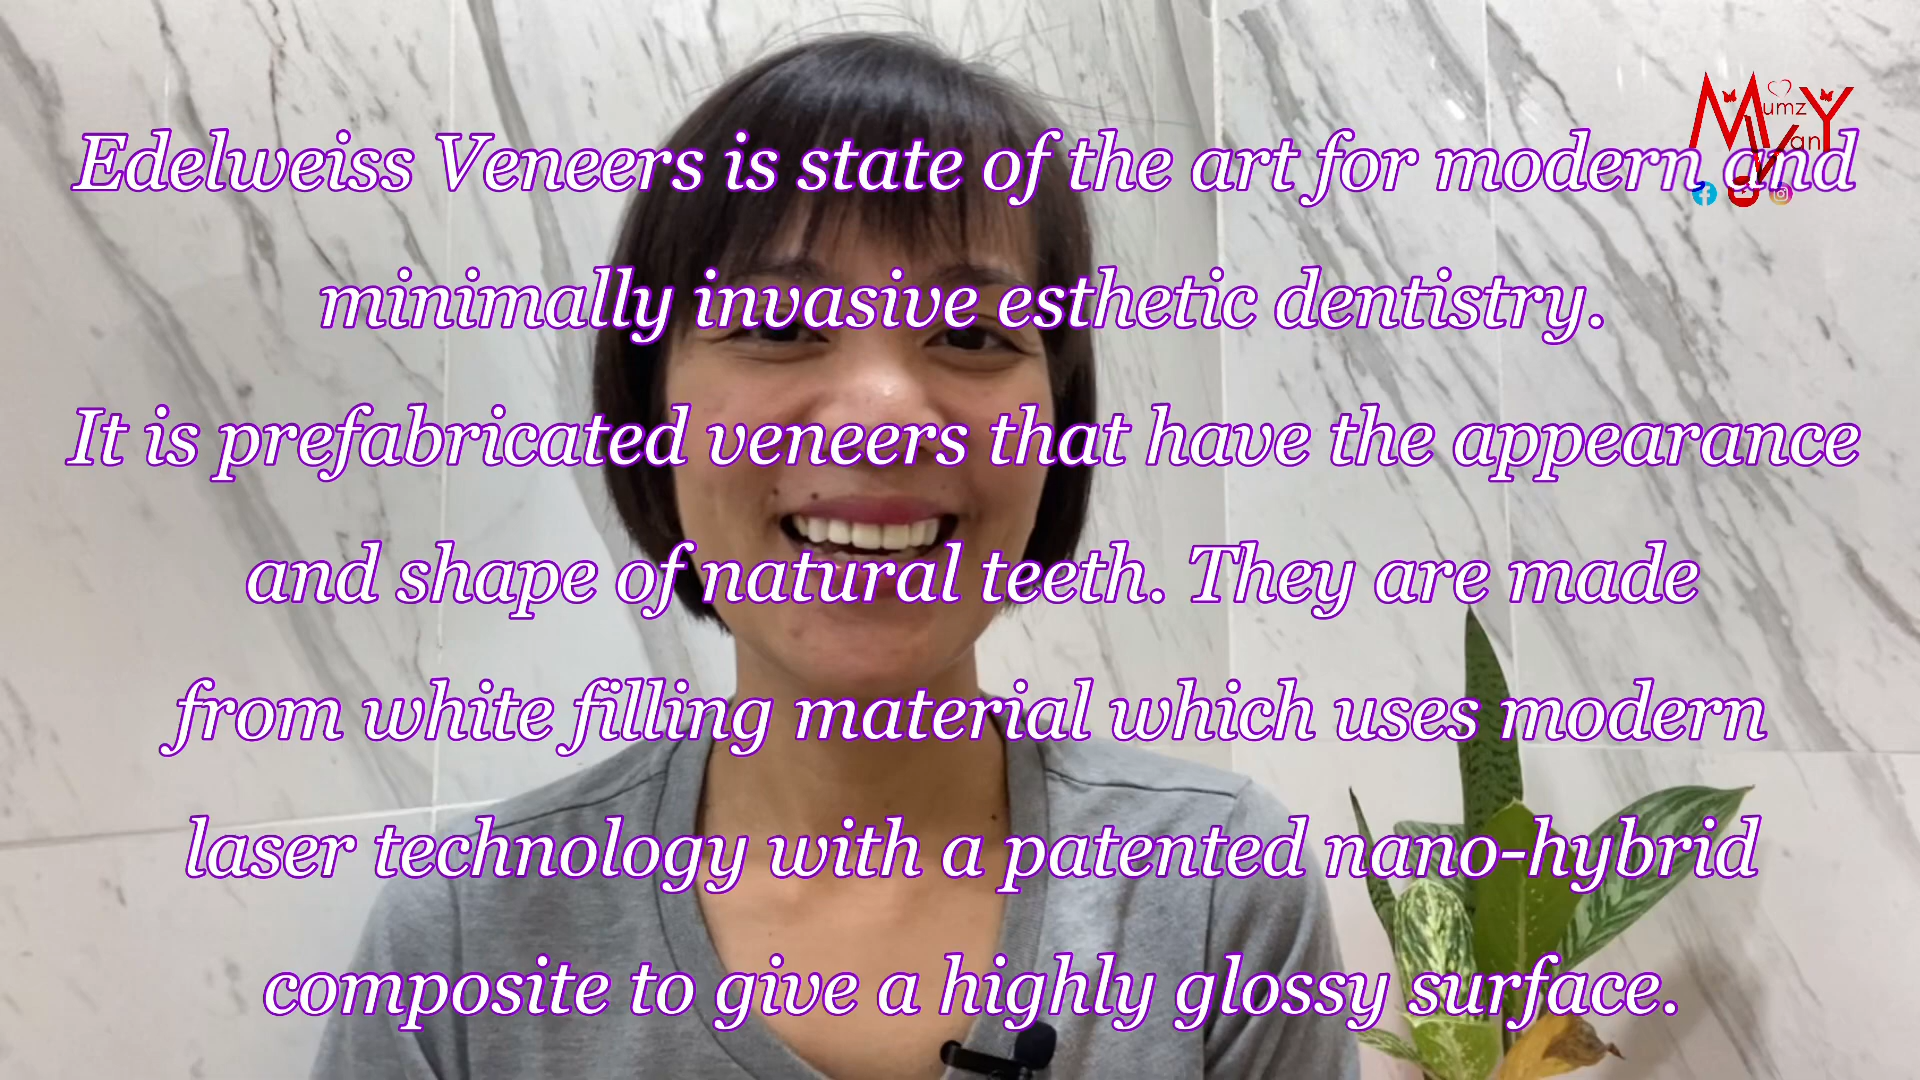 MumzY Van
Edelweiss Veneers is state of the art for modern and
minimally invasive esthetic dentistry.
It is prefabricated veneers that have the appearance
and shape of natural teeth. They are made
from white filling material which uses modern
laser technology with a patented nano-hybrid
composite to give a highly glossy surface.